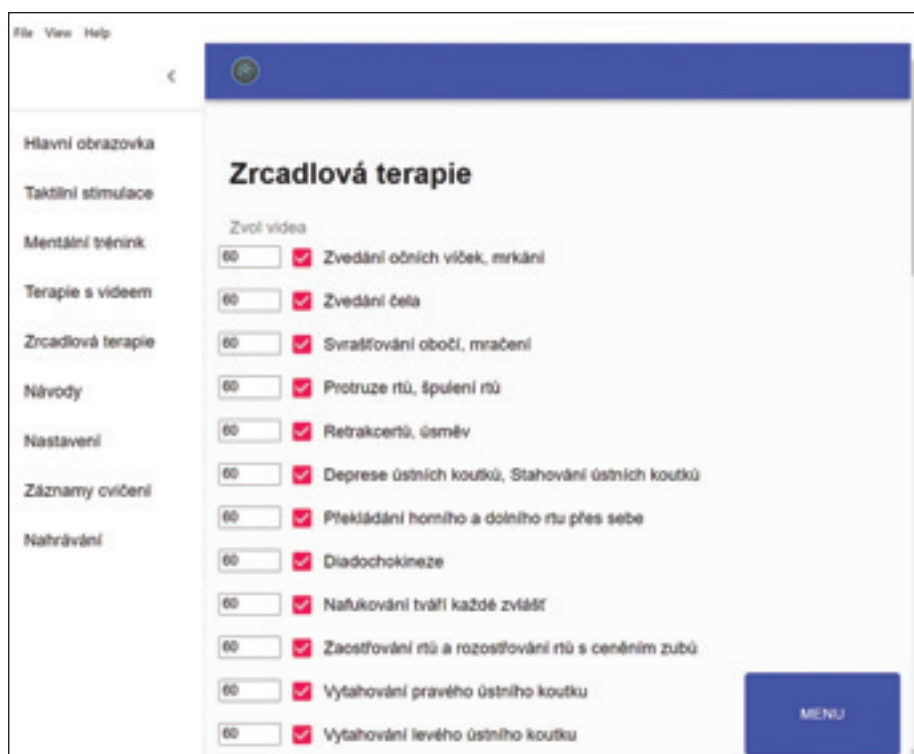 File View Help
Hlavní obrazovka
Taktilní stimulace
Mentální trénink
Terapie s videem
Zrcadlová terapie
Návody
Nastavení
Záznamy cvičení
Nahrávání
Zrcadlová terapie
Zvol videa
60 Zvedání očních víček, mrkání
60 Zvedání čela
60 Svrašťování obočí, mračení
60 Protruze rtů, špulení rtů
60 Retrakcertů, úsměv
60 Deprese ústních koutků, Stahování ústních koutků
60 Překládání horního a dolního rtu přes sebe
60 Diadochokineze
60 Nafukování tváří každé zvlášť
60 Zaostřování rtů a rozostřování rtů s ceněním zubů
60 Vytahování pravého ústního koutku
60 Vytahování levého ústního koutku
MENU